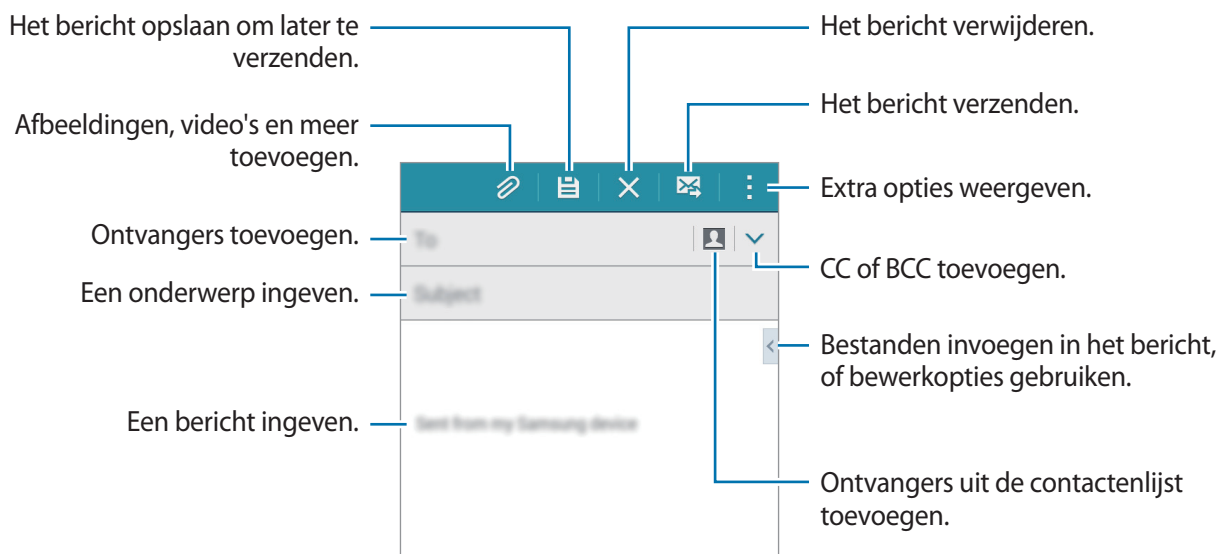 Het bericht opslaan om later te
verzenden.
Afbeeldingen, video's en meer
toevoegen.
Ontvangers toevoegen.
Een onderwerp ingeven.
Een bericht ingeven.
Het bericht verwijderen.
Het bericht verzenden.
Extra opties weergeven.
CC of BCC toevoegen.
Bestanden invoegen in het bericht,
of bewerkopties gebruiken.
Ontvangers uit de contactenlijst
toevoegen.
To
Subject
Sent from my Samsung device